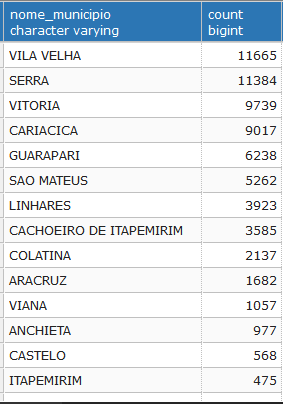 nome_municipio count
character varying bigint
VILA VELHA 11665
SERRA 11384
VITORIA 9739
CARIACICA 9017
GUARAPARI 6238
SAO MATEUS 5262
LINHARES 3923
CACHOEIRO DE ITAPEMIRIM 3585
COLATINA 2137
ARACRUZ 1682
VIANA 1057
ANCHIETA 977
CASTELO 568
ITAPEMIRIM 475